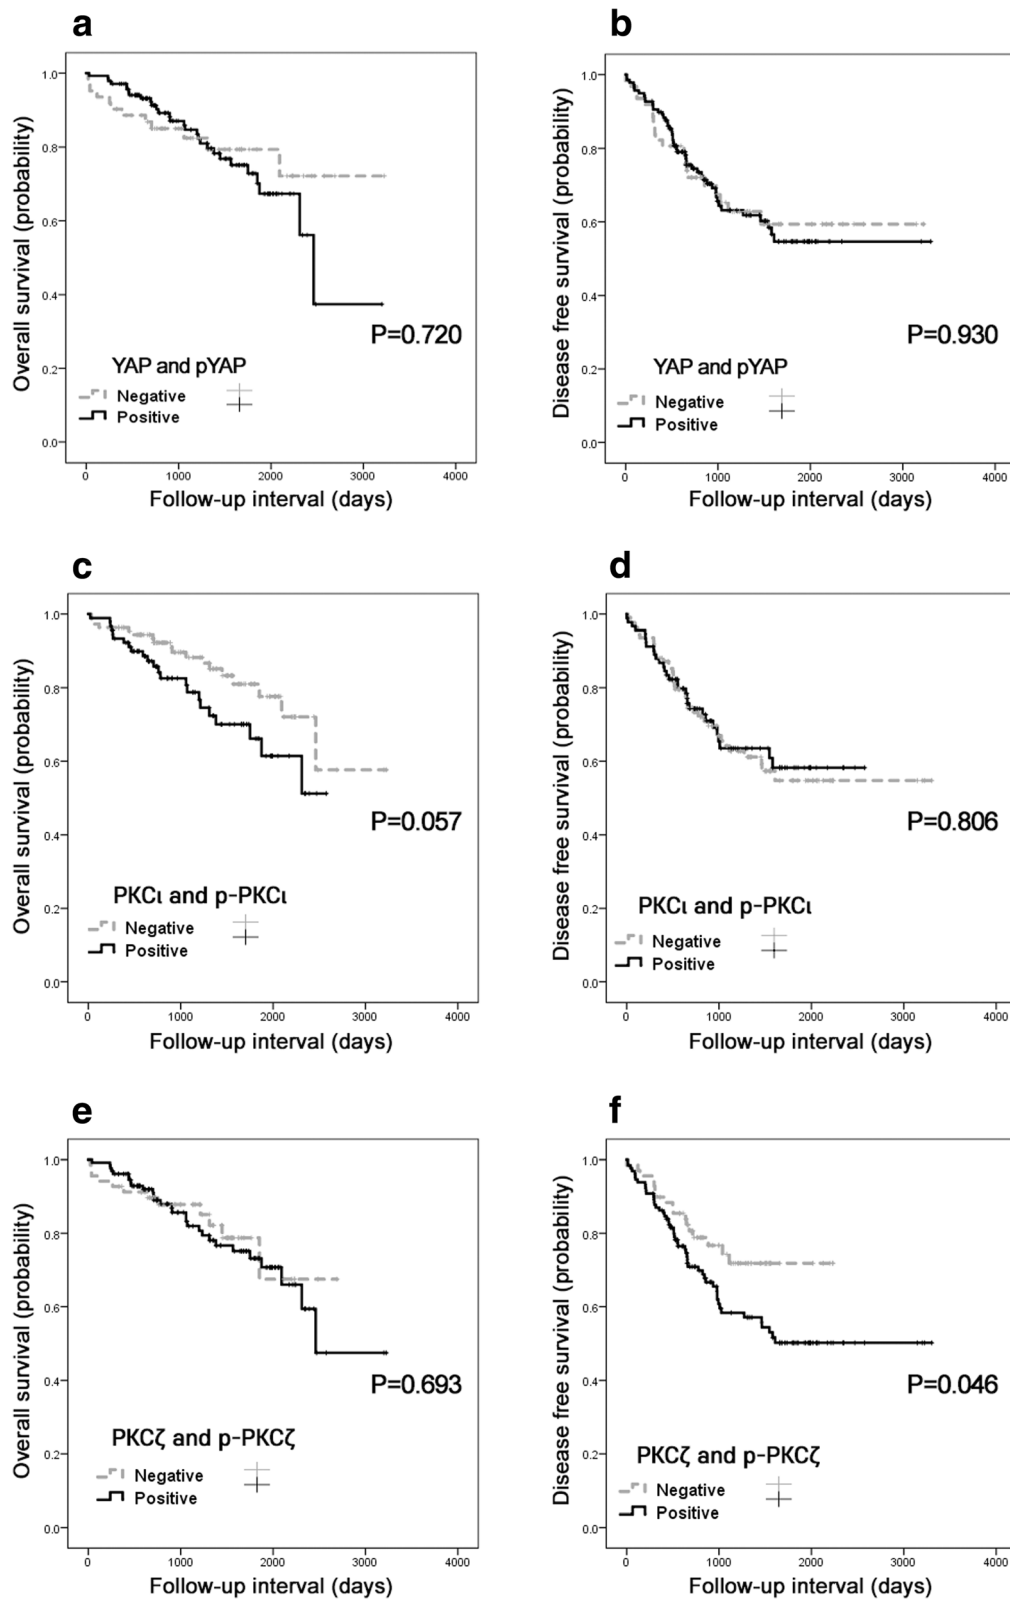 a
Overall survival (probability)
1.0
0.8
0.6
0.4
0.2
0.0
P=0.720
YAP and pYAP
Negative
Positive
0 1000 2000 3000 4000
Follow-up interval (days)
b
Disease free survival (probability)
1.0
0.8
0.6
0.4
0.2
0.0
P=0.930
YAP and pYAP
Negative
Positive
0 1000 2000 3000 4000
Follow-up interval (days)
c
Overall survival (probability)
1.0
0.8
0.6
0.4
0.2
0.0
P=0.057
PKCι and p-PKCι
Negative
Positive
0 1000 2000 3000 4000
Follow-up interval (days)
d
Disease free survival (probability)
1.0
0.8
0.6
0.4
0.2
0.0
P=0.806
PKCι and p-PKCι
Negative
Positive
0 1000 2000 3000 4000
Follow-up interval (days)
e
Overall survival (probability)
1.0
0.8
0.6
0.4
0.2
0.0
P=0.693
PKCζ and p-PKCζ
Negative
Positive
0 1000 2000 3000 4000
Follow-up interval (days)
f
Disease free survival (probability)
1.0
0.8
0.6
0.4
0.2
0.0
P=0.046
PKCζ and p-PKCζ
Negative
Positive
0 1000 2000 3000 4000
Follow-up interval (days)